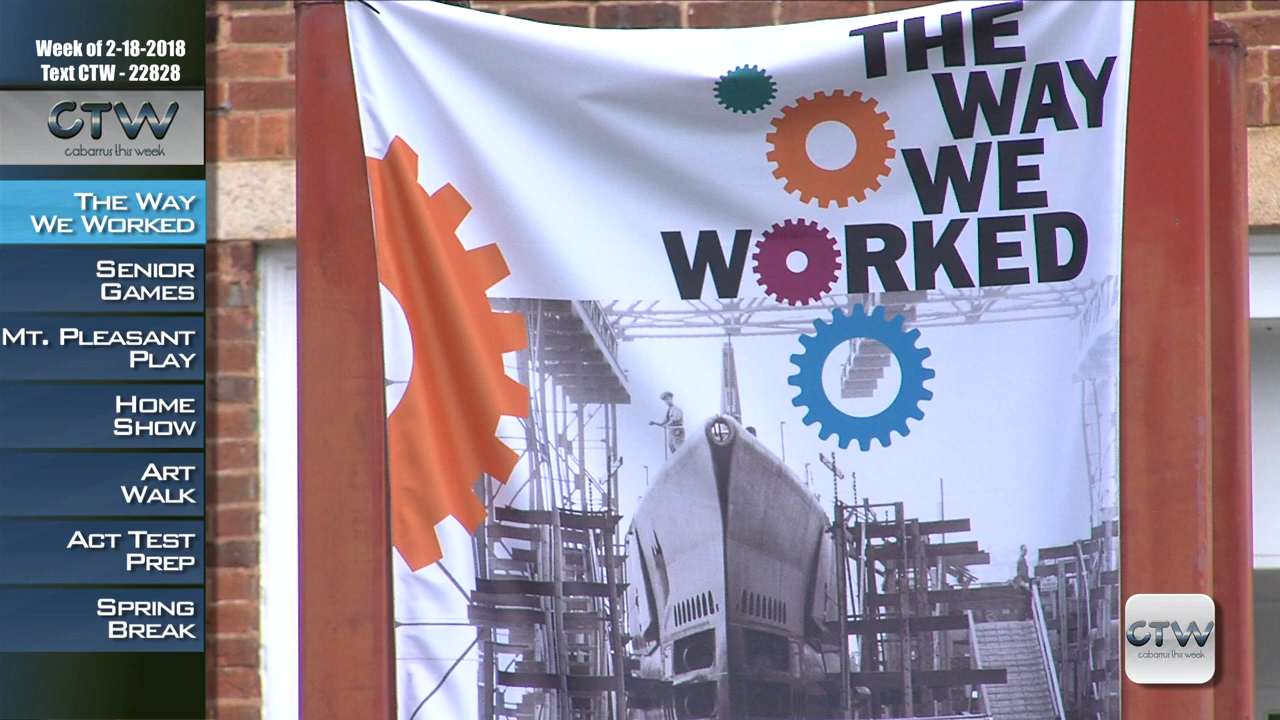 Week of 2-18-2018
Text CTW - 22828
CTW
cabarrus this week
THE WAY
WE WORKED
SENIOR
GAMES
MT. PLEASANT
PLAY
HOME
SHOW
ART
WALK
ACT TEST
PREP
SPRING
BREAK
THE
WAY
WE
WORKED
CTW
cabarrus this week